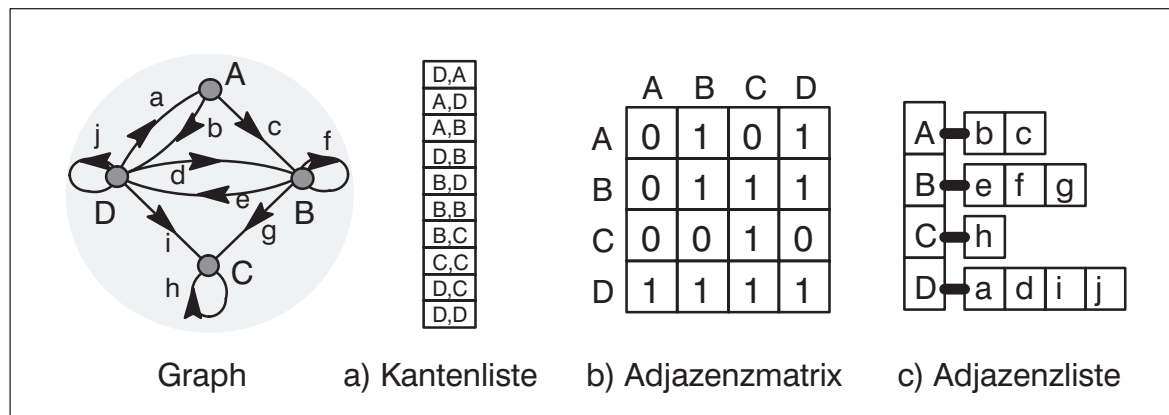 A
a
j
b
c
f
d
D
e
B
i
g
C
h
Graph
D,A
A,D
A,B
D,B
B,D
B,B
B,C
C,C
D,C
D,D
a) Kantenliste
A B C D
A 0 1 0 1
B 0 1 1 1
C 0 0 1 0
D 1 1 1 1
b) Adjazenzmatrix
A b c
B e f g
C h
D a d i j
c) Adjazenzliste